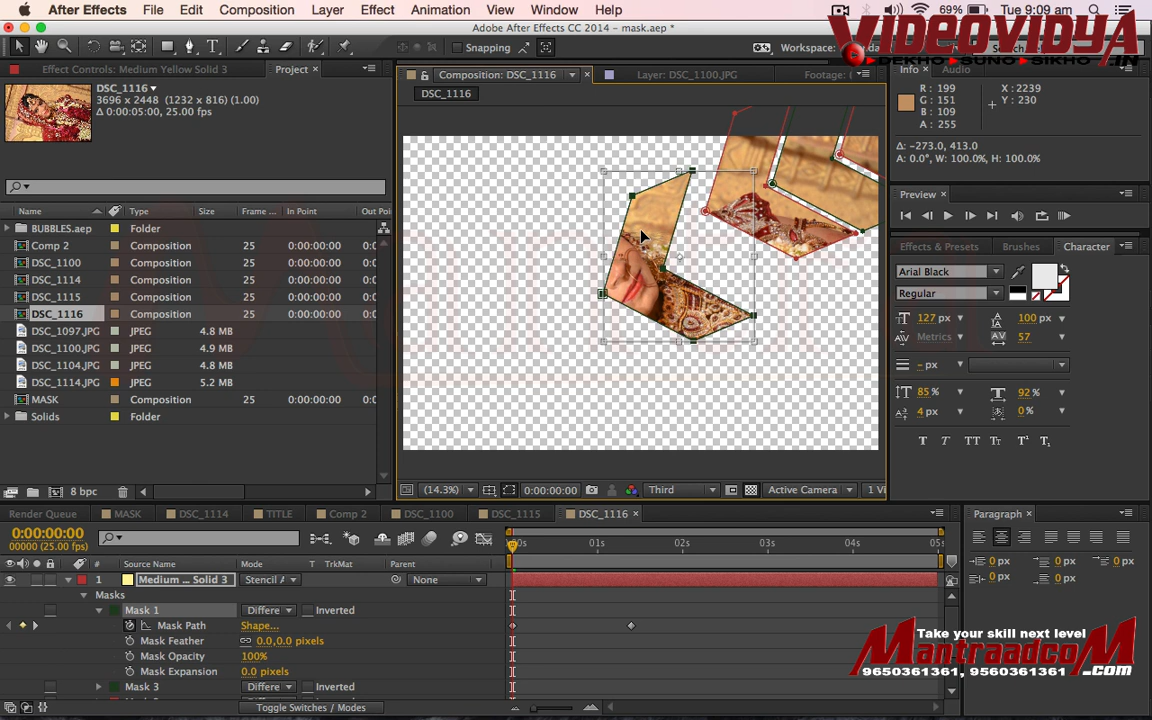 After Effects File Edit Composition Layer Effect Animation View Window Help 69% Tue 9:09 am
Adobe After Effects CC 2014 - mask.aep *
Snapping Workspace:
VIDEOVIDYA
DEKHO SUNO SIKHO .IN
Effect Controls: Medium Yellow Solid 3 Project ×
Composition: DSC_1116 × Layer: DSC_1100.JPG Footage: (
Info × Audio
DSC_1116
DSC_1116▾
3696 x 2448 (1232 x 816) (1.00)
Δ 0:00:05:00, 25.00 fps
R : 199
G : 151
B : 109
A : 255
X : 2239
Y : 230
Δ: -273.0, 413.0
A: 0.0°, W: 100.0%, H: 100.0%
Preview ×
Name Type Size Frame ... In Point Out Poi
BUBBLES.aep Folder
Comp 2 Composition 25 0:00:00:00
DSC_1100 Composition 25 0:00:00:00
DSC_1114 Composition 25 0:00:00:00
DSC_1115 Composition 25 0:00:00:00
DSC_1116 Composition 25 0:00:00:00
DSC_1097.JPG JPEG 4.8 MB
DSC_1100.JPG JPEG 4.9 MB
DSC_1104.JPG JPEG 4.8 MB
DSC_1114.JPG JPEG 5.2 MB
MASK Composition 25 0:00:00:00
Solids Folder
8 bpc
Effects & Presets Brushes Character ×
Arial Black
Regular
127 px 100 px
Metrics 57
- px
85 % 92 %
4 px 0 %
T T TT Tt T¹ T₁
(14.3%) 0:00:00:00 Third Active Camera 1 Vi
Render Queue MASK DSC_1114 TITLE Comp 2 DSC_1100 DSC_1115 DSC_1116 ×
0:00:00:00
00000 (25.00 fps)
00s 01s 02s 03s 04s 05s
# Source Name Mode T TrkMat Parent
1 Medium ... Solid 3 Stencil A None
Masks
Mask 1 Differe Inverted
Mask Path Shape...
Mask Feather 0.0,0.0 pixels
Mask Opacity 100%
Mask Expansion 0.0 pixels
Mask 3 Differe Inverted
Toggle Switches / Modes
Paragraph ×
0 px 0 px 0 px
0 px 0 px
Take your skill next level
MantraadcoM
9650361361, 9560361361 .com